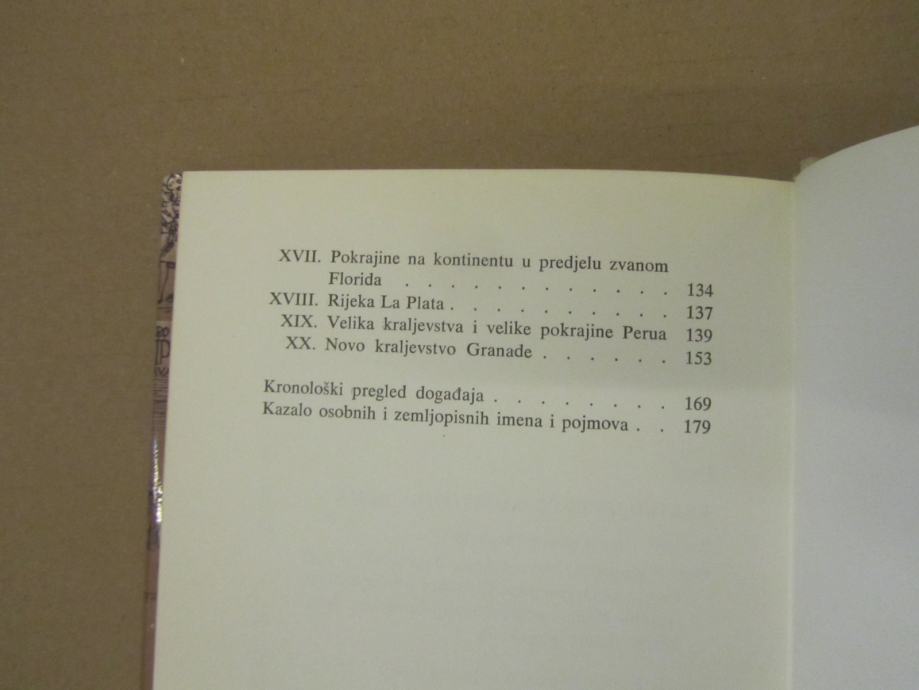 XVII. Pokrajine na kontinentu u predjelu zvanom
Florida . . . . . . . . . . . . 134
XVIII. Rijeka La Plata . . . . . . . . . . 137
XIX. Velika kraljevstva i velike pokrajine Perua 139
XX. Novo kraljevstvo Granade . . . . . . 153
Kronološki pregled događaja . . . . . . . . 169
Kazalo osobnih i zemljopisnih imena i pojmova . . 179